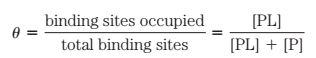 θ = binding sites occupied / total binding sites = [PL] / [PL] + [P]